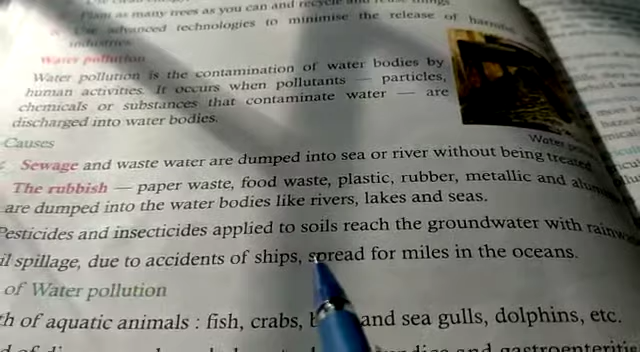 Plant as many trees as you can and recycle and reuse things
Use advanced technologies to minimise the release of
industries.
Water pollution
Water pollution is the contamination of water bodies by
human activities. It occurs when pollutants — particles,
chemicals or substances that contaminate water — are
discharged into water bodies.
Causes
Sewage and waste water are dumped into sea or river without being treated
The rubbish — paper waste, food waste, plastic, rubber, metallic and
are dumped into the water bodies like rivers, lakes and seas.
Pesticides and insecticides applied to soils reach the groundwater with
il spillage, due to accidents of ships, spread for miles in the oceans.
of Water pollution
th of aquatic animals : fish, crabs, and sea gulls, dolphins, etc.
and gastroenteritis